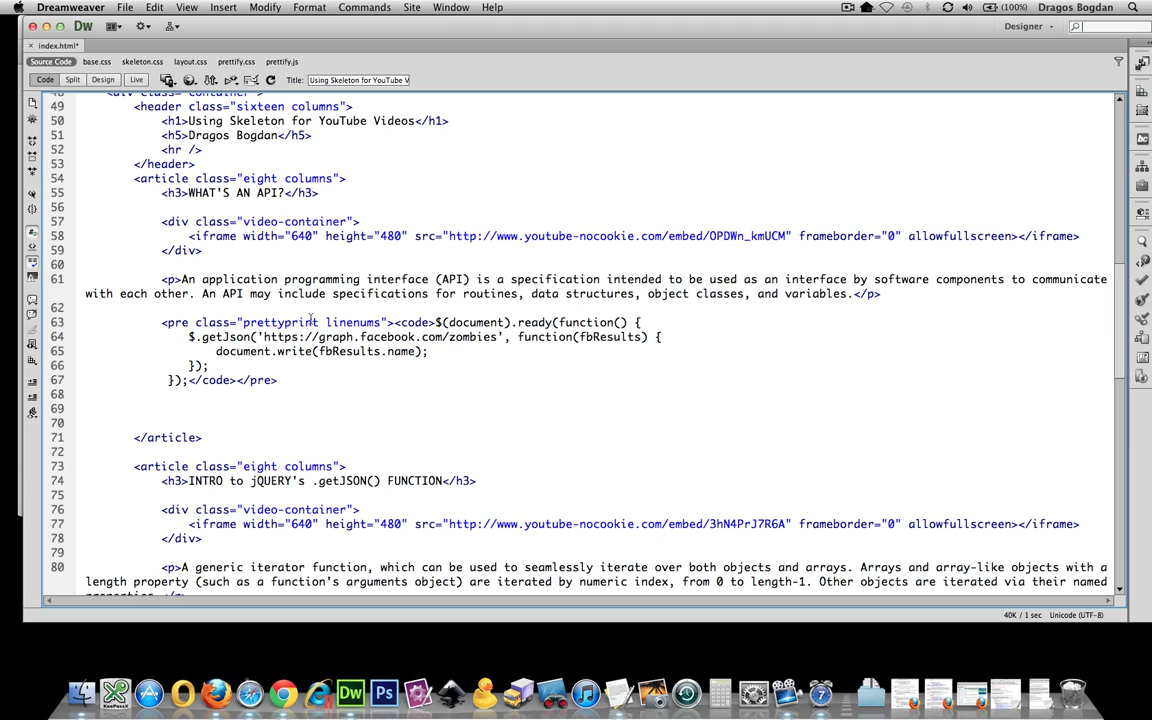 Dreamweaver File Edit View Insert Modify Format Commands Site Window Help (100%) Dragos Bogdan
Dw Designer
index.html*
Source Code base.css skeleton.css layout.css prettify.css prettify.js
Code Split Design Live Title: Using Skeleton for YouTube V
48 <div class="container">
49 <header class="sixteen columns">
50 <h1>Using Skeleton for YouTube Videos</h1>
51 <h5>Dragos Bogdan</h5>
52 <hr />
53 </header>
54 <article class="eight columns">
55 <h3>WHAT'S AN API?</h3>
56
57 <div class="video-container">
58 <iframe width="640" height="480" src="http://www.youtube-nocookie.com/embed/OPDWn_kmUCM" frameborder="0" allowfullscreen></iframe>
59 </div>
60
61 <p>An application programming interface (API) is a specification intended to be used as an interface by software components to communicate
with each other. An API may include specifications for routines, data structures, object classes, and variables.</p>
62
63 <pre class="prettyprint linenums"><code>$(document).ready(function() {
64 $.getJson('https://graph.facebook.com/zombies', function(fbResults) {
65 document.write(fbResults.name);
66 });
67 });</code></pre>
68
69
70
71 </article>
72
73 <article class="eight columns">
74 <h3>INTRO to jQUERY's .getJSON() FUNCTION</h3>
75
76 <div class="video-container">
77 <iframe width="640" height="480" src="http://www.youtube-nocookie.com/embed/3hN4PrJ7R6A" frameborder="0" allowfullscreen></iframe>
78 </div>
79
80 <p>A generic iterator function, which can be used to seamlessly iterate over both objects and arrays. Arrays and array-like objects with a
length property (such as a function's arguments object) are iterated by numeric index, from 0 to length-1. Other objects are iterated via their named
properties.</p>
40K / 1 sec Unicode (UTF-8)
KeePassX Dw Ps 7